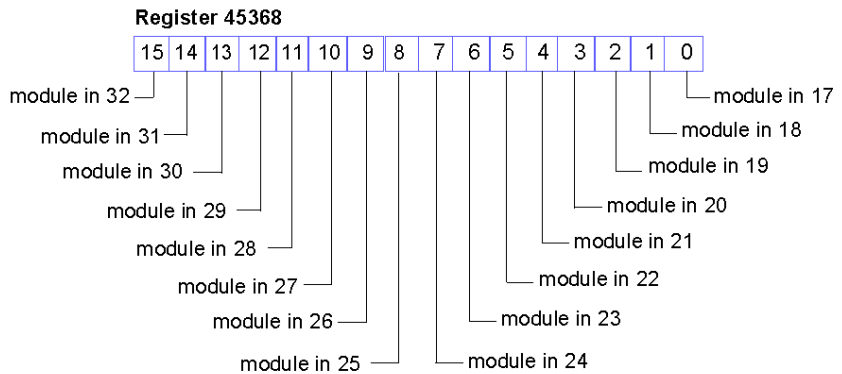 Register 45368
15 14 13 12 11 10 9 8 7 6 5 4 3 2 1 0
module in 32
module in 17
module in 31
module in 18
module in 30
module in 19
module in 29
module in 20
module in 28
module in 21
module in 27
module in 22
module in 26
module in 23
module in 25
module in 24